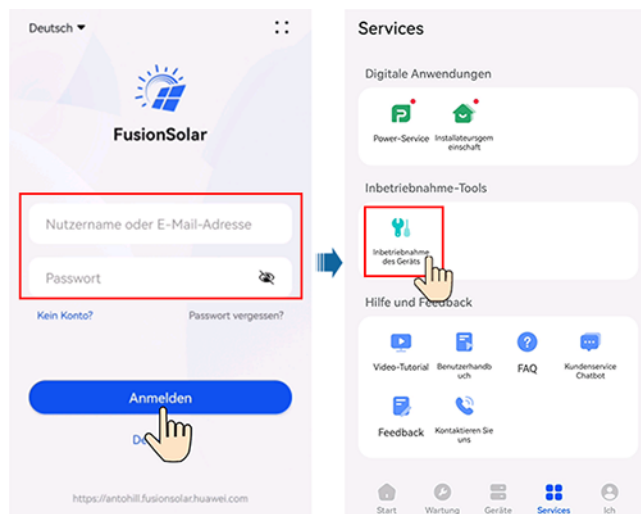 Deutsch
FusionSolar
Nutzername oder E-Mail-Adresse
Passwort
Kein Konto? Passwort vergessen?
Anmelden
https://antohill.fusionsolar.huawei.com
Services
Digitale Anwendungen
Power-Service Installateursgem
einschaft
Inbetriebnahme-Tools
Inbetriebnahme
des Geräts
Hilfe und Feedback
Video-Tutorial Benutzerhandb
uch FAQ Kundenservice
Chatbot
Feedback Kontaktieren Sie
uns
Start Wartung Geräte Services Ich